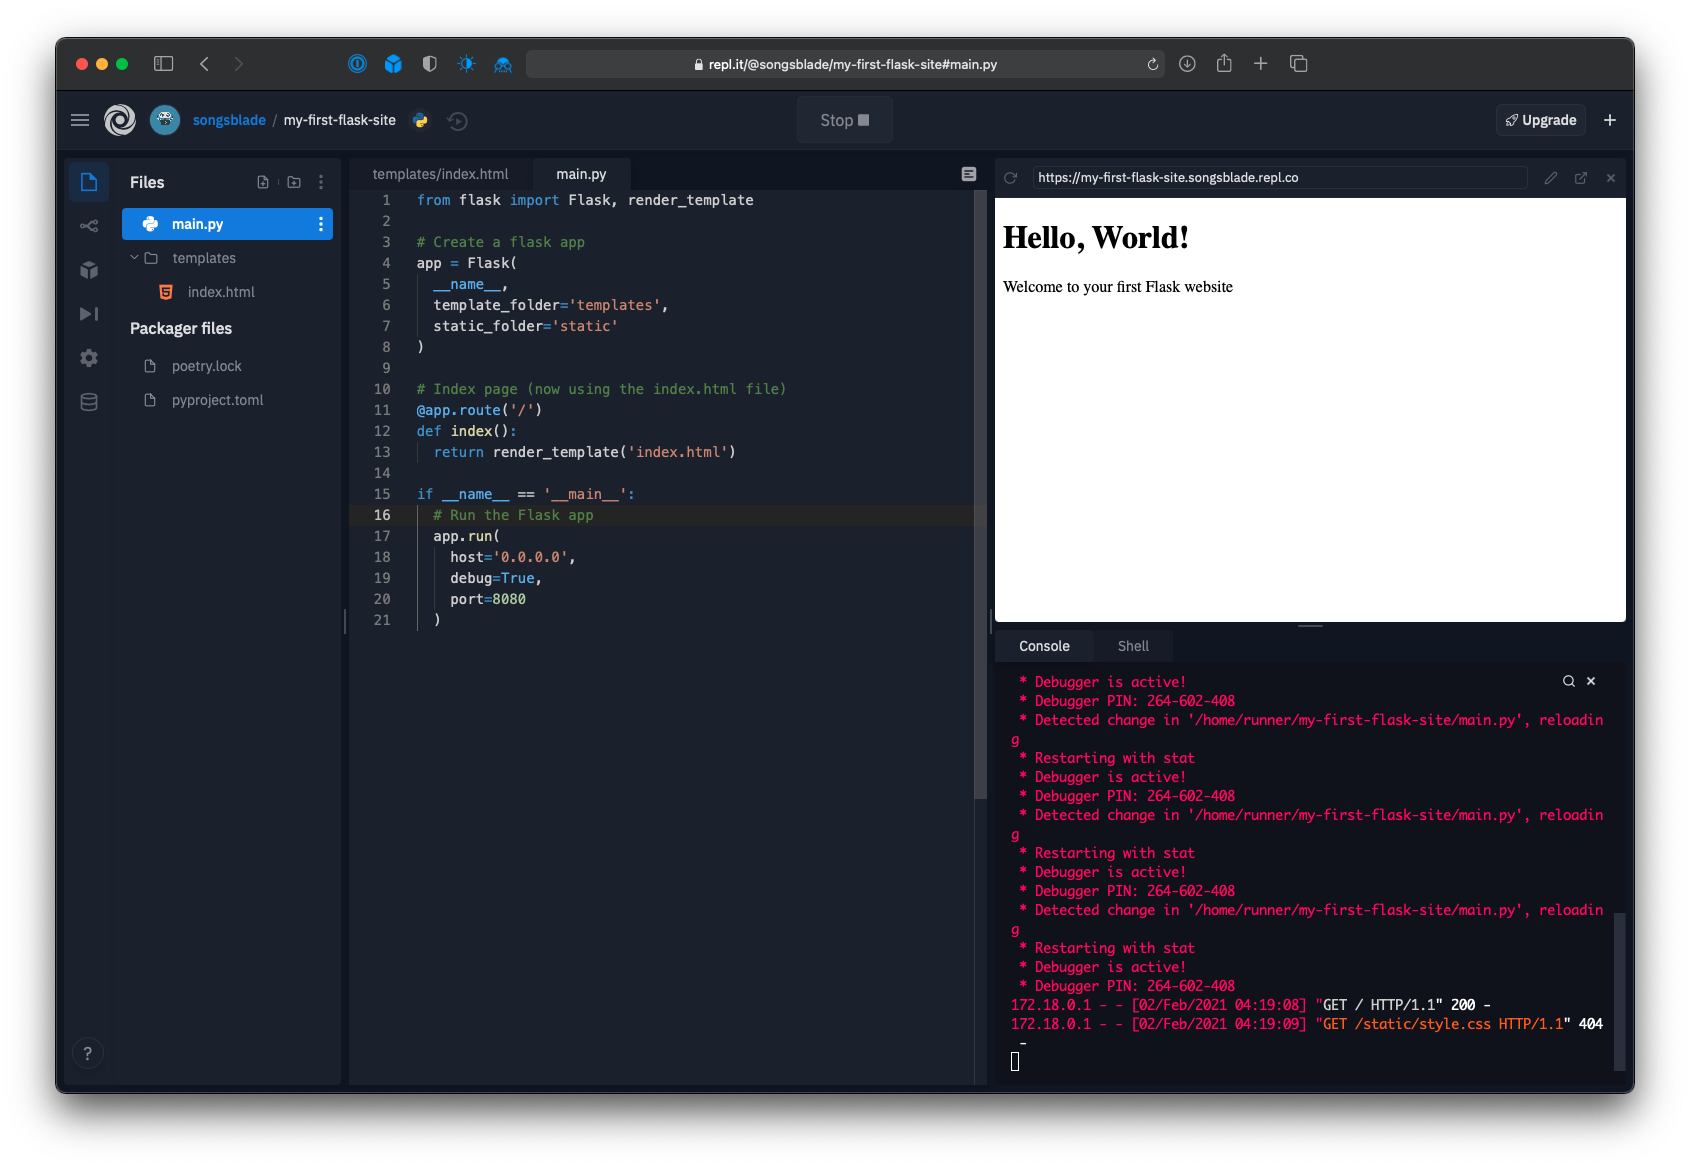 repl.it/@songsblade/my-first-flask-site#main.py
songsblade / my-first-flask-site
Stop
Upgrade
Files
main.py
templates
index.html
Packager files
poetry.lock
pyproject.toml
?
templates/index.html
main.py
1 from flask import Flask, render_template
2
3 # Create a flask app
4 app = Flask(
5   __name__,
6   template_folder='templates',
7   static_folder='static'
8 )
9
10 # Index page (now using the index.html file)
11 @app.route('/')
12 def index():
13   return render_template('index.html')
14
15 if __name__ == '__main__':
16   # Run the Flask app
17   app.run(
18     host='0.0.0.0',
19     debug=True,
20     port=8080
21   )
https://my-first-flask-site.songsblade.repl.co
Hello, World!
Welcome to your first Flask website
Console
Shell
* Debugger is active!
* Debugger PIN: 264-602-408
* Detected change in '/home/runner/my-first-flask-site/main.py', reloadin
g
* Restarting with stat
* Debugger is active!
* Debugger PIN: 264-602-408
* Detected change in '/home/runner/my-first-flask-site/main.py', reloadin
g
* Restarting with stat
* Debugger is active!
* Debugger PIN: 264-602-408
* Detected change in '/home/runner/my-first-flask-site/main.py', reloadin
g
* Restarting with stat
* Debugger is active!
* Debugger PIN: 264-602-408
172.18.0.1 - - [02/Feb/2021 04:19:08] "GET / HTTP/1.1" 200 -
172.18.0.1 - - [02/Feb/2021 04:19:09] "GET /static/style.css HTTP/1.1" 404
-